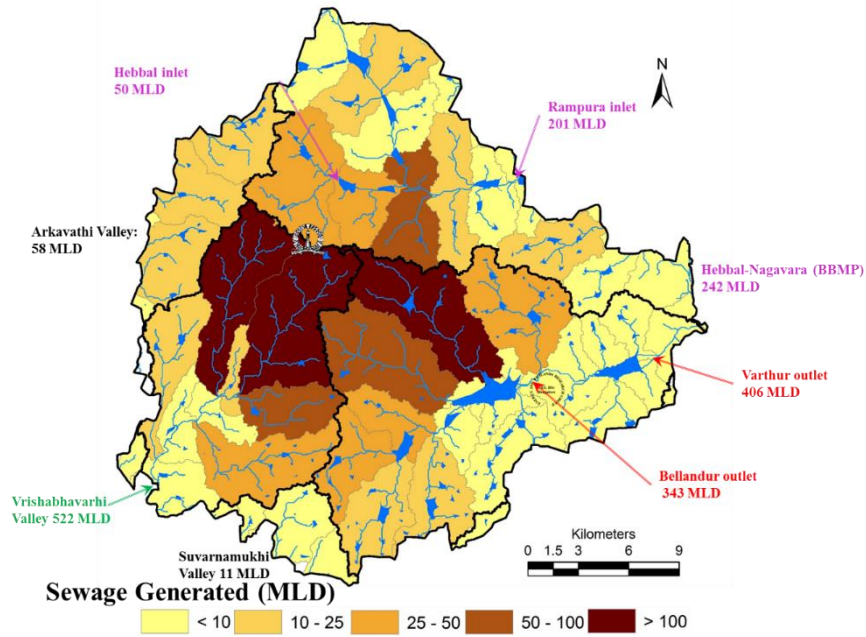 Hebbal inlet
50 MLD
N
Rampura inlet
201 MLD
Arkavathi Valley:
58 MLD
Hebbal-Nagavara (BBMP)
242 MLD
Varthur outlet
406 MLD
Bellandur outlet
343 MLD
Vrishabhavarhi
Valley 522 MLD
Suvarnamukhi
Valley 11 MLD
Kilometers
0 1.5 3 6 9
Sewage Generated (MLD)
< 10 10 - 25 25 - 50 50 - 100 > 100